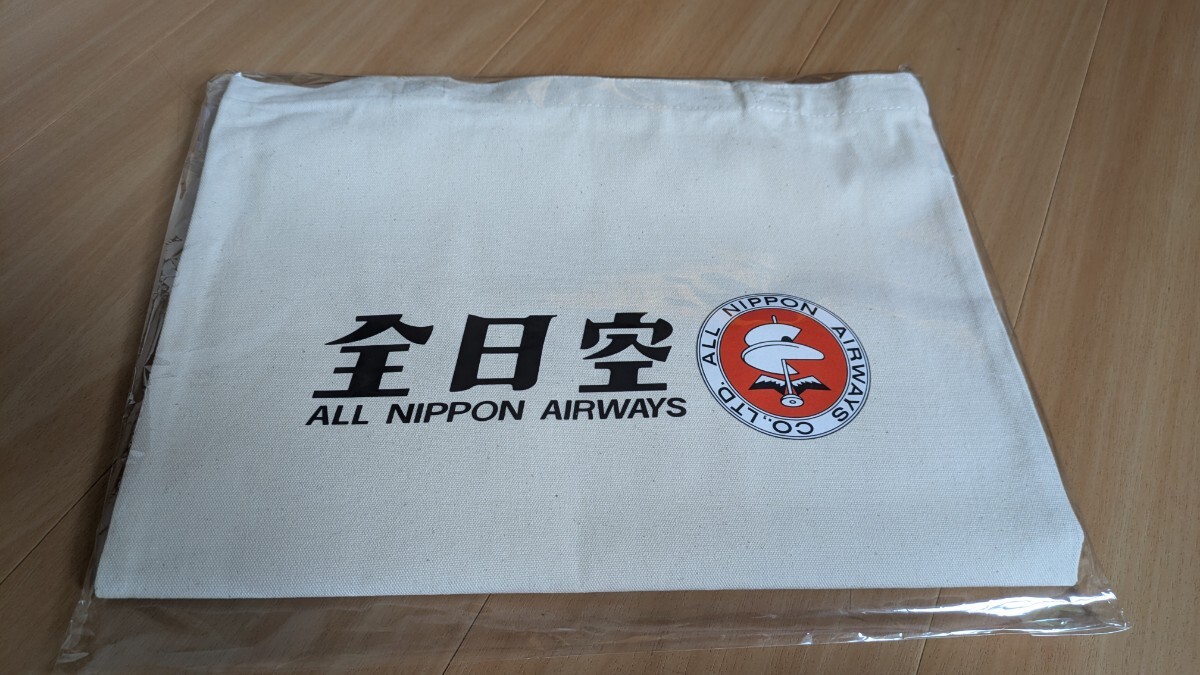 全日空
ALL NIPPON AIRWAYS
ALL NIPPON AIRWAYS CO.,LTD.